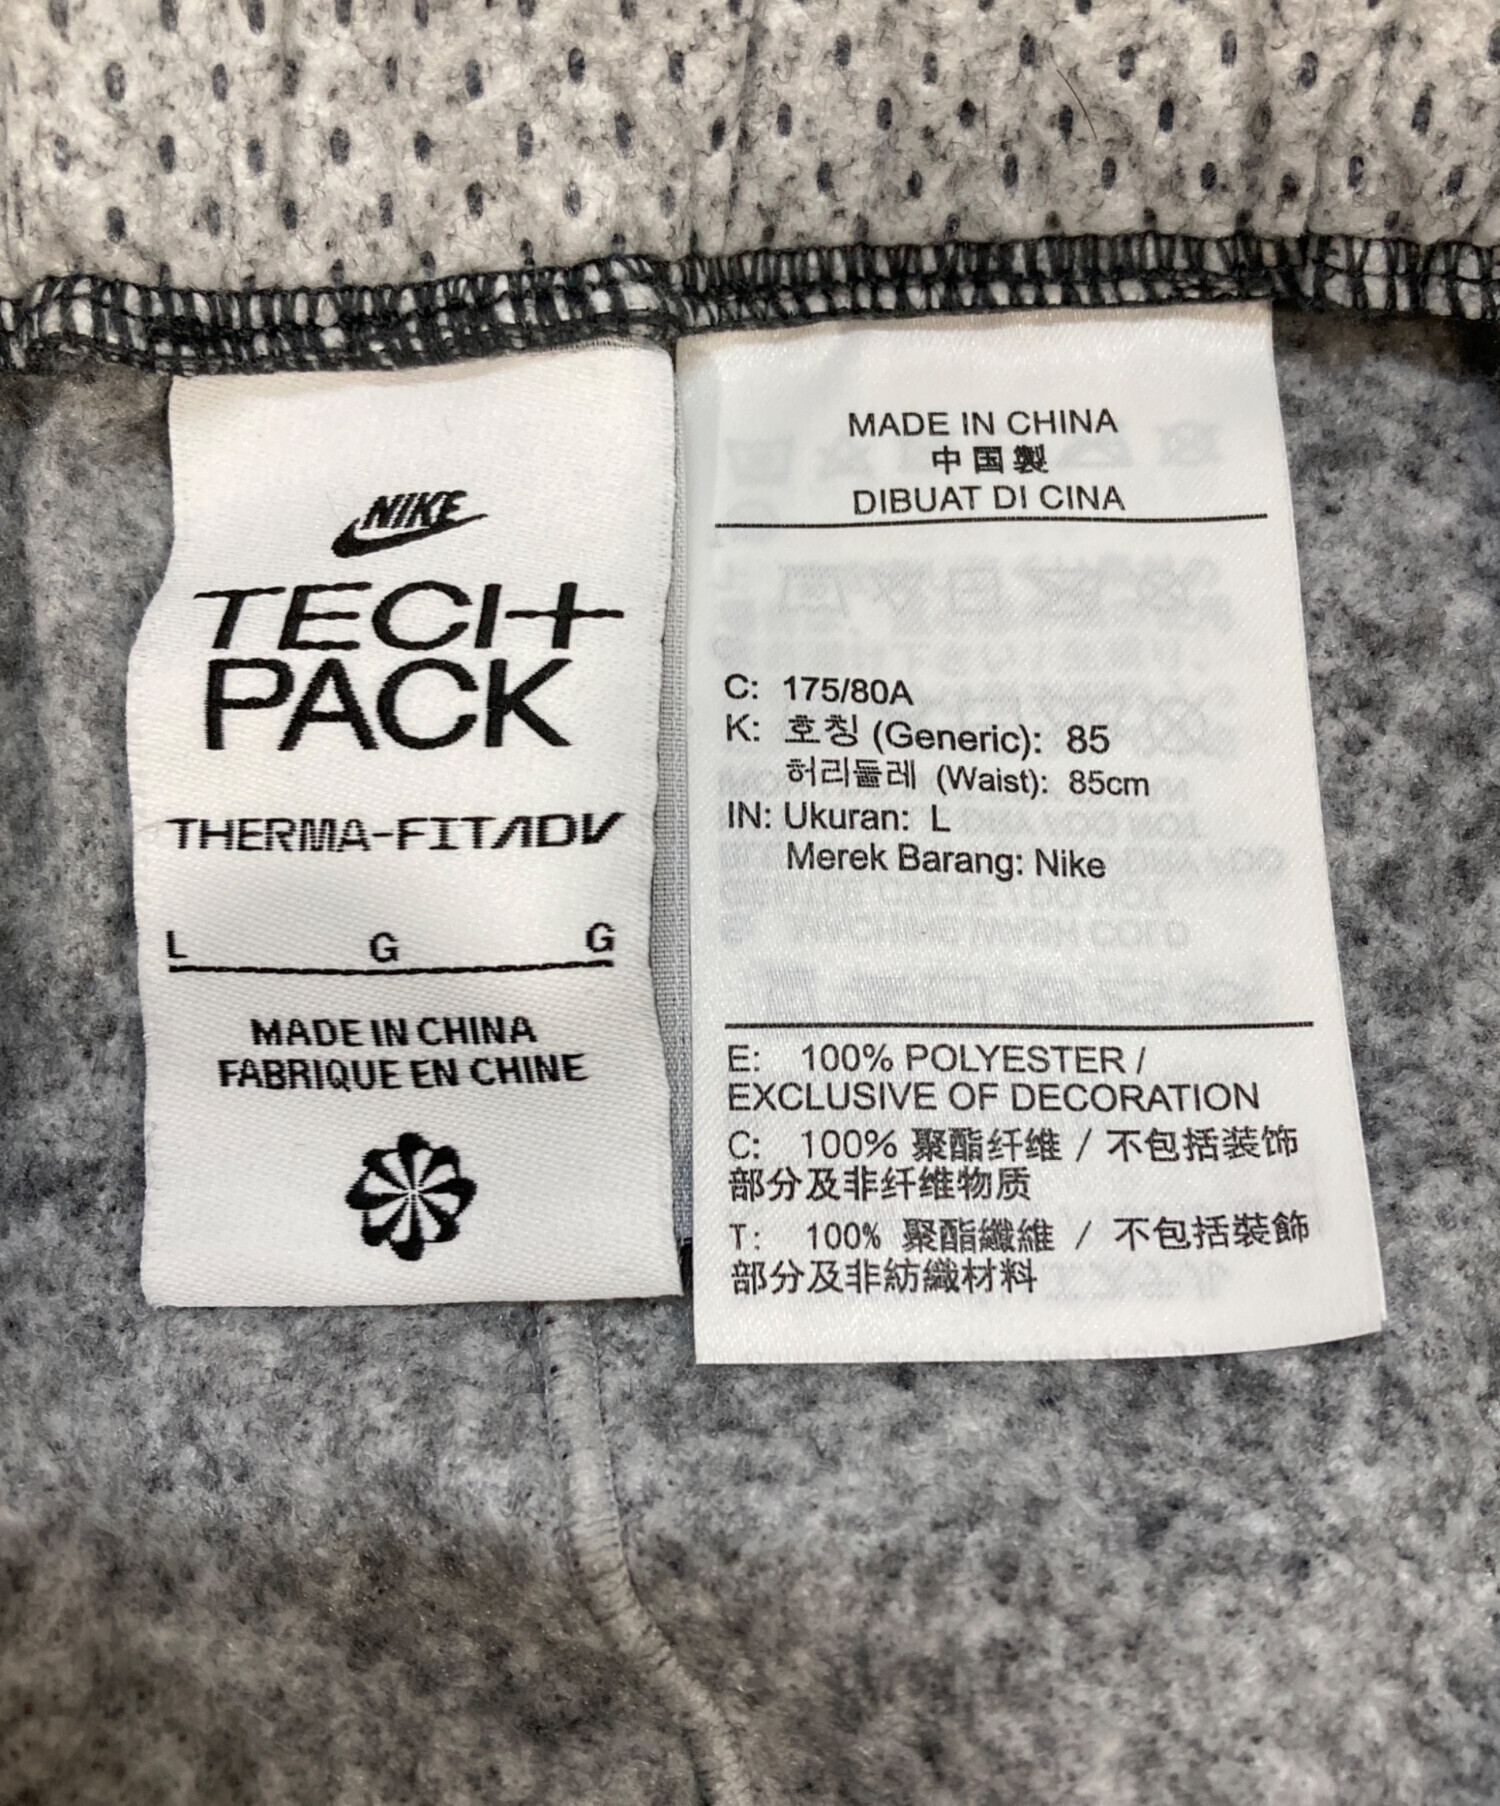 NIKE
TECH
PACK
THERMA-FITADV
L G G
MADE IN CHINA
FABRIQUE EN CHINE
MADE IN CHINA
中国製
DIBUAT DI CINA
C: 175/80A
K: 호칭 (Generic): 85
허리둘레 (Waist): 85cm
IN: Ukuran: L
Merek Barang: Nike
E: 100% POLYESTER /
EXCLUSIVE OF DECORATION
C: 100% 聚酯纤维 / 不包括装饰
部分及非纤维物质
T: 100% 聚酯纖維 / 不包括裝飾
部分及非紡織材料